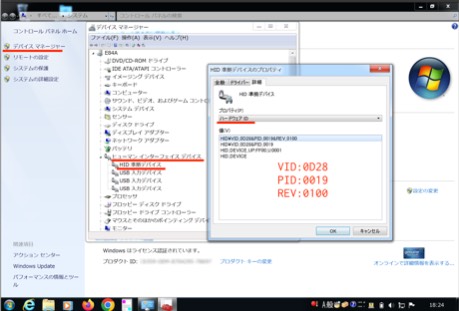 すべ...
システム
コントロール パネルの検索
コントロール パネル ホーム
デバイス マネージャー
リモートの設定
システムの保護
システムの詳細設定
デバイス マネージャー
ファイル(F) 操作(A) 表示(V) ヘルプ(H)
E84A
DVD/CD-ROM ドライブ
IDE ATA/ATAPI コントローラー
イメージング デバイス
キーボード
コンピューター
サウンド、ビデオ、およびゲーム コント
システム デバイス
センサー
ディスク ドライブ
ディスプレイ アダプター
ネットワーク アダプター
バッテリ
ヒューマン インターフェイス デバイス
HID 準拠デバイス
USB 入力デバイス
USB 入力デバイス
プロセッサ
フロッピー ディスク ドライブ
フロッピー ドライブ コントローラー
マウスとそのほかのポインティング デバイ
モニター
HID 準拠デバイスのプロパティ
全般 ドライバー 詳細
HID 準拠デバイス
プロパティ(P)
ハードウェア ID
値(V)
HID\VID_0D28&PID_0019&REV_0100
HID\VID_0D28&PID_0019
HID_DEVICE_UP:FF00_U:0001
HID_DEVICE
VID:0D28
PID:0019
REV:0100
OK キャンセル
設定の変更
関連項目
アクション センター
Windows Update
パフォーマンスの情報とツール
Windows はライセンス認証されています。
プロダクト ID:
プロダクト キーの変更
オンラインで詳細情報を表示する...
A 般
18:24